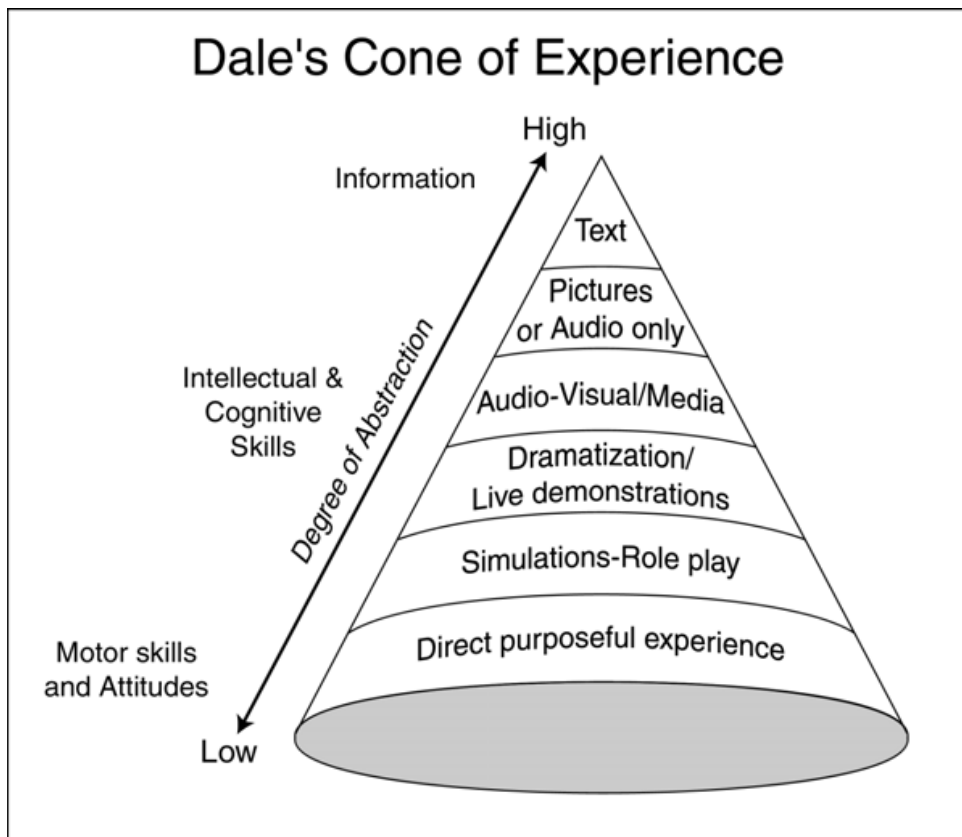 Dale's Cone of Experience
High
Information
Text
Pictures
or Audio only
Degree of Abstraction
Intellectual &
Cognitive
Skills
Audio-Visual/Media
Dramatization/
Live demonstrations
Simulations-Role play
Direct purposeful experience
Motor skills
and Attitudes
Low